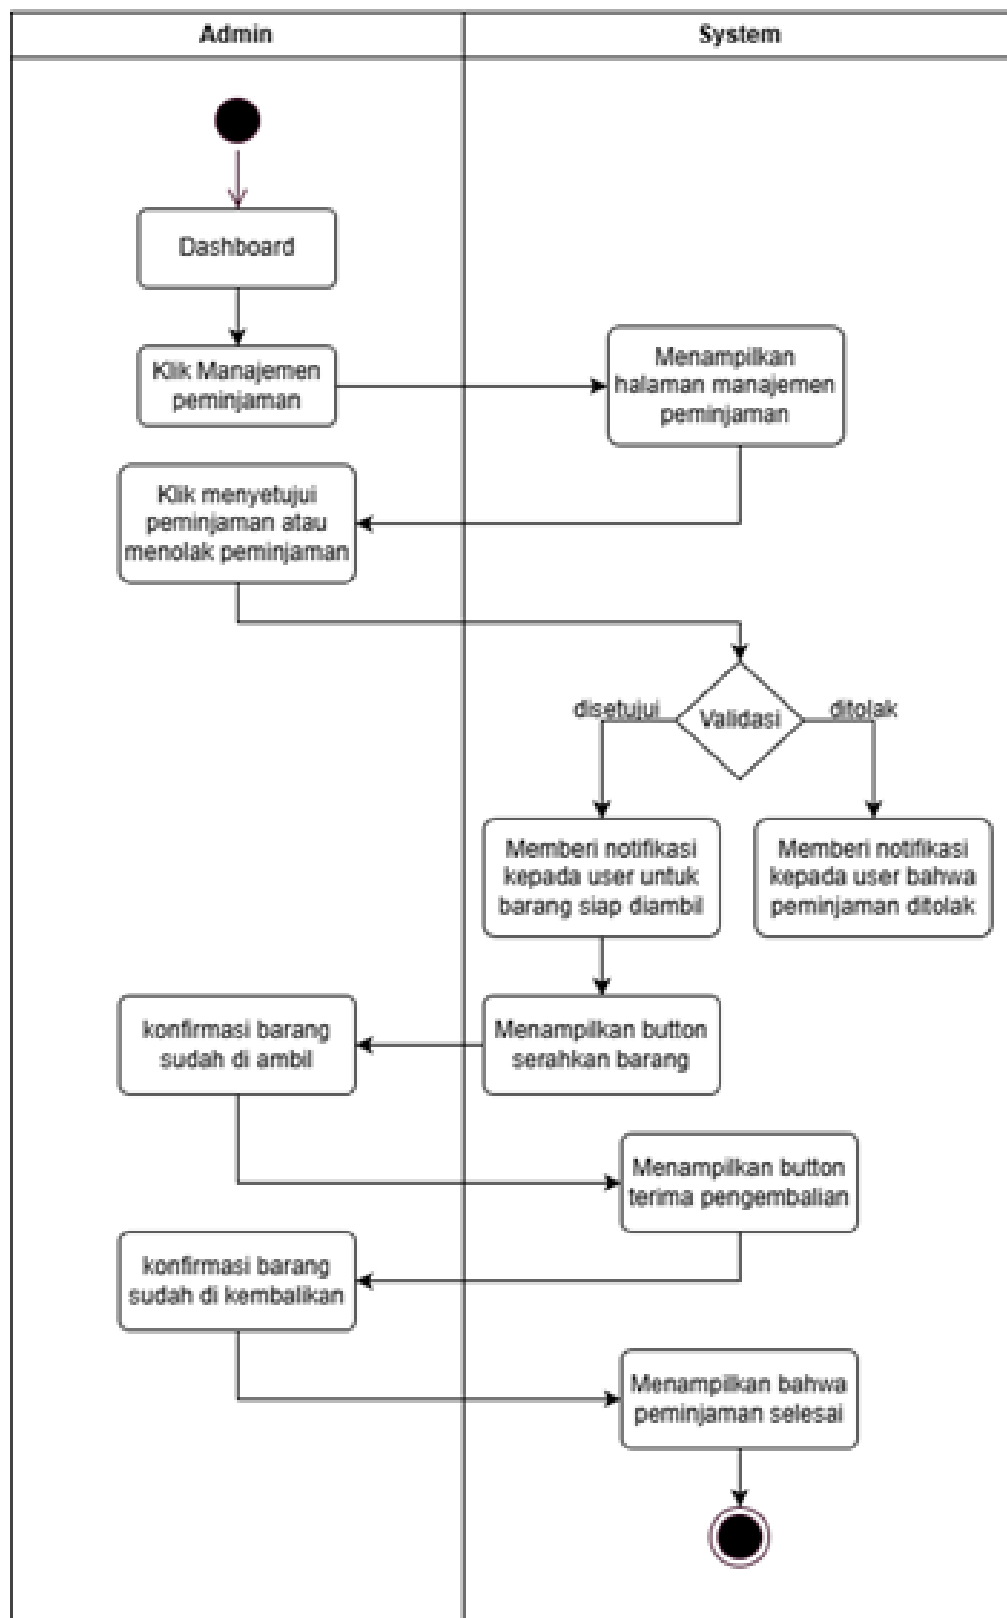 Admin
System
Dashboard
Klik Manajemen
peminjaman
Menampilkan
halaman manajemen
peminjaman
Klik menyetujui
peminjaman atau
menolak peminjaman
disetujui
Validasi
ditolak
Memberi notifikasi
kepada user untuk
barang siap diambil
Memberi notifikasi
kepada user bahwa
peminjaman ditolak
konfirmasi barang
sudah di ambil
Menampilkan button
serahkan barang
Menampilkan button
terima pengembalian
konfirmasi barang
sudah di kembalikan
Menampilkan bahwa
peminjaman selesai